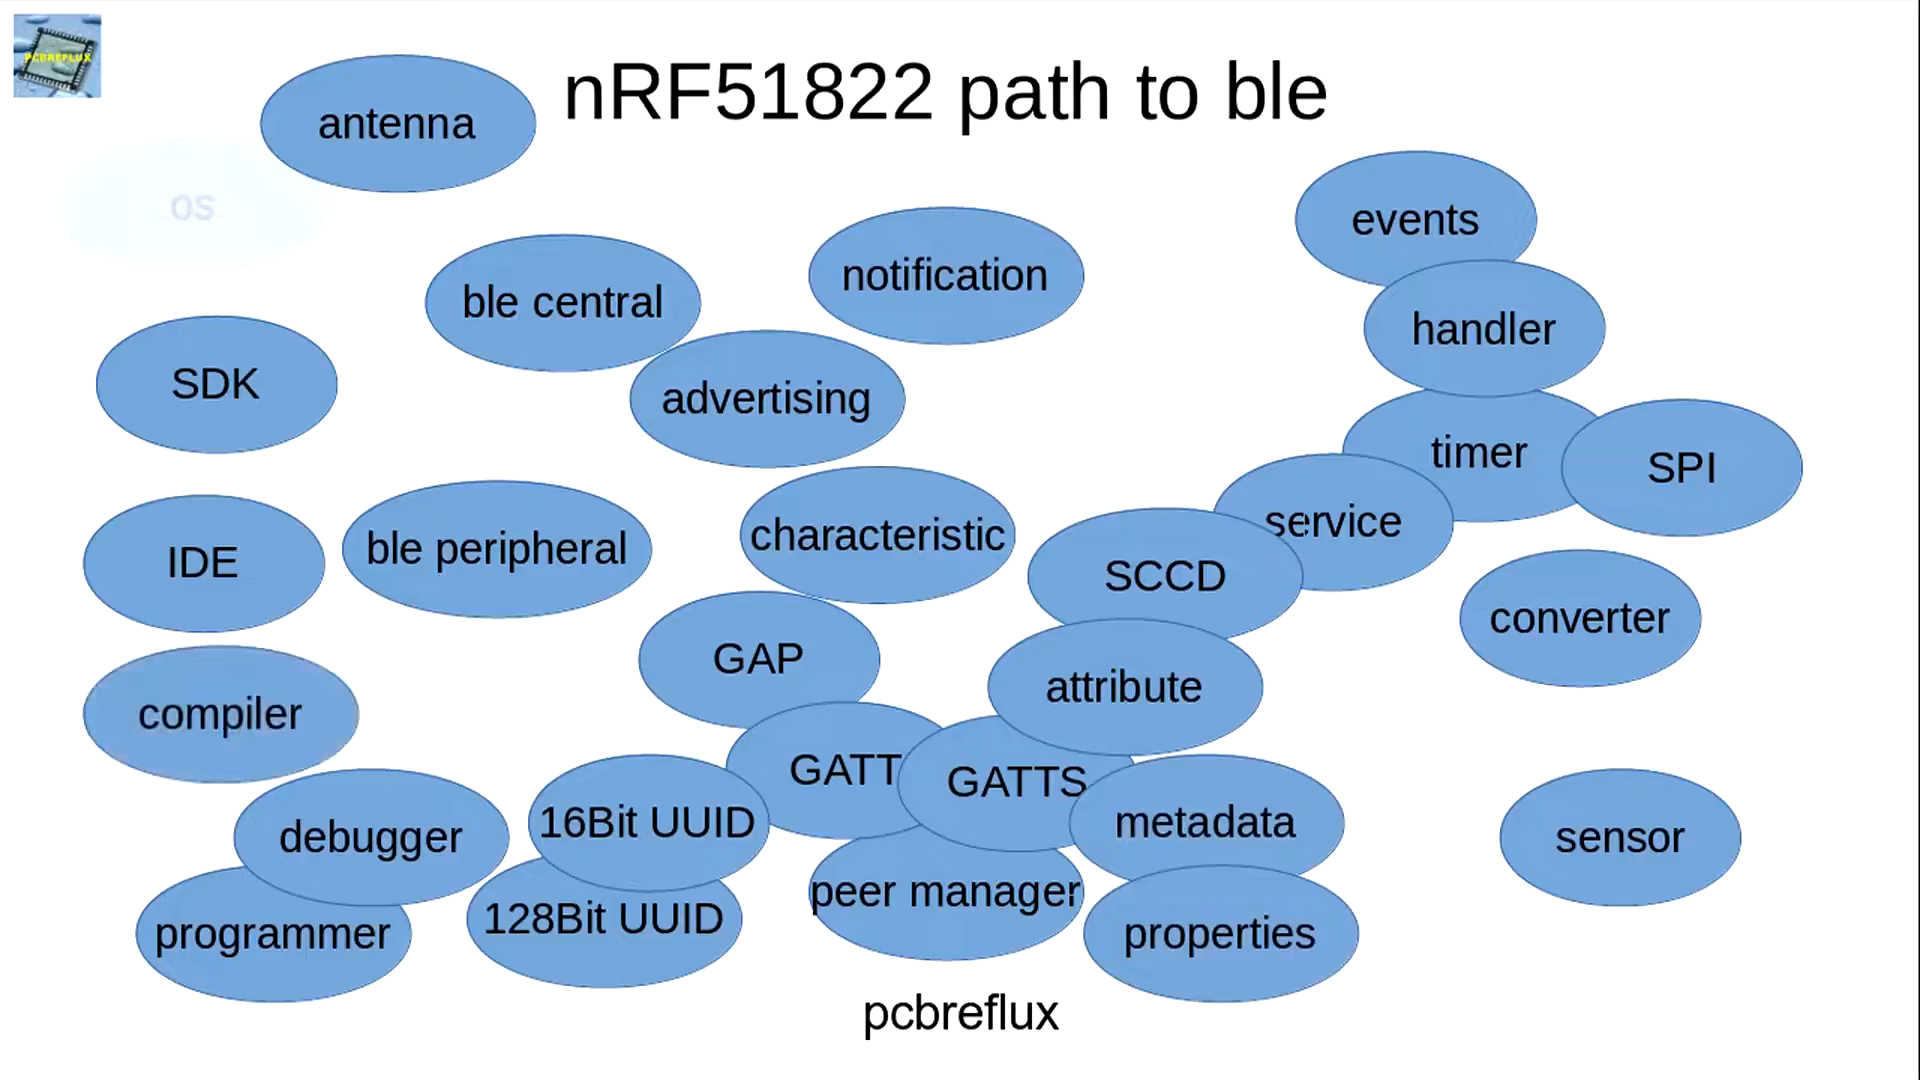 PCBREFLUX
nRF51822 path to ble
antenna
os
events
notification
ble central
handler
SDK
advertising
timer
SPI
service
characteristic
ble peripheral
IDE
SCCD
converter
GAP
attribute
compiler
GATT
GATTS
16Bit UUID
metadata
debugger
sensor
peer manager
128Bit UUID
programmer
properties
pcbreflux